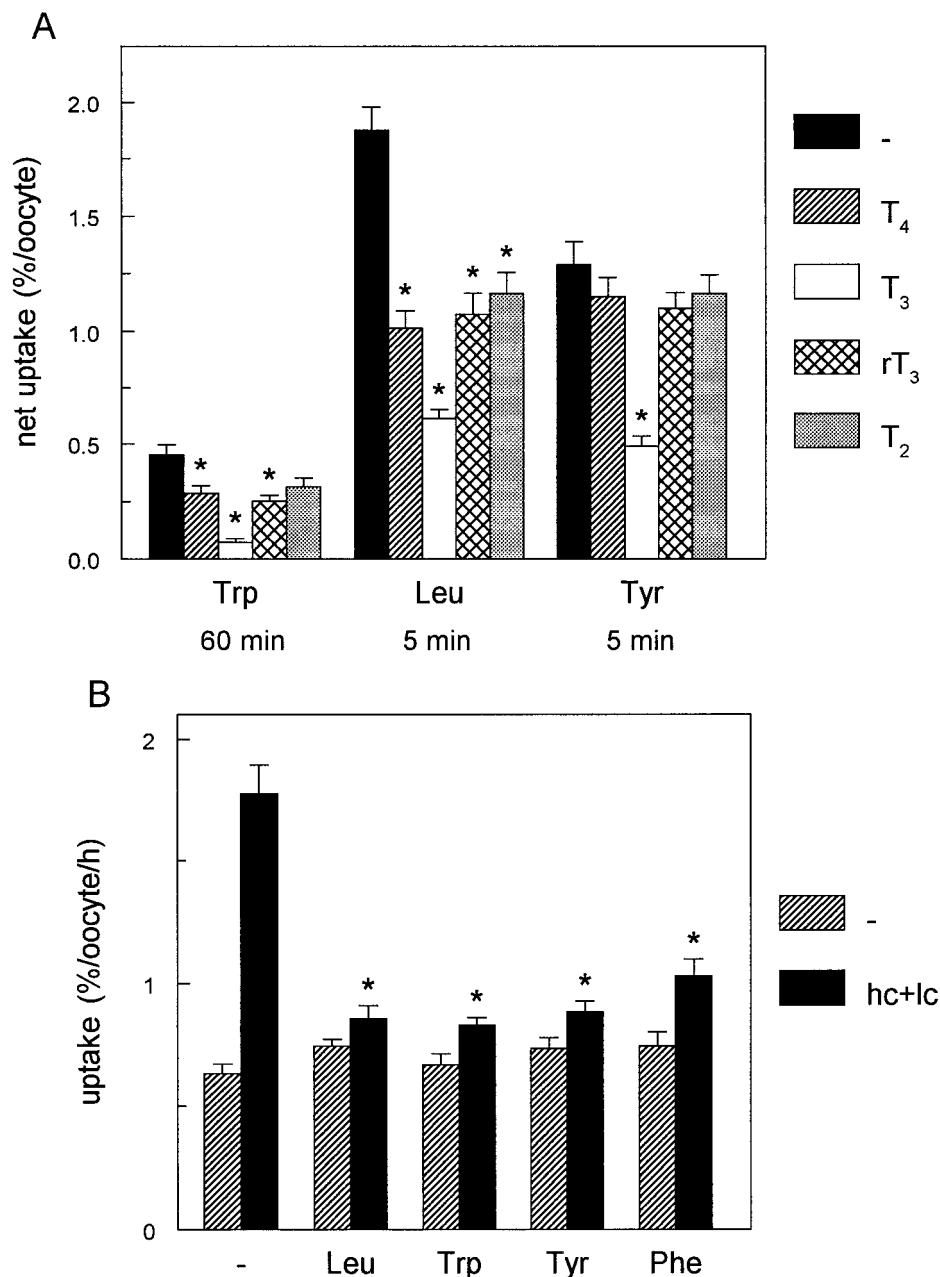 A
net uptake (%/oocyte)
2.0
1.5
1.0
0.5
0.0
* * *
* * * *
*
Trp Leu Tyr
60 min 5 min 5 min
-
T4
T3
rT3
T2
B
uptake (%/oocyte/h)
2
1
0
* * * *
- Leu Trp Tyr Phe
-
hc+lc